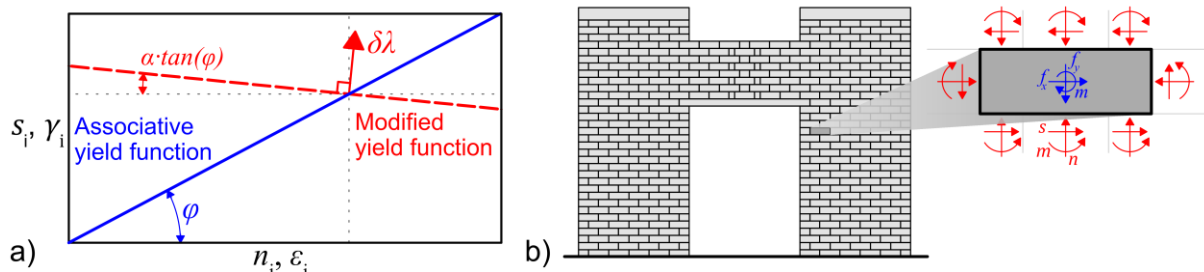 α·tan(φ)
δλ
s_i, γ_i
Associative
yield function
Modified
yield function
φ
a)
n_i, ε_i
b)
f_y
f_x
m
s
m
n